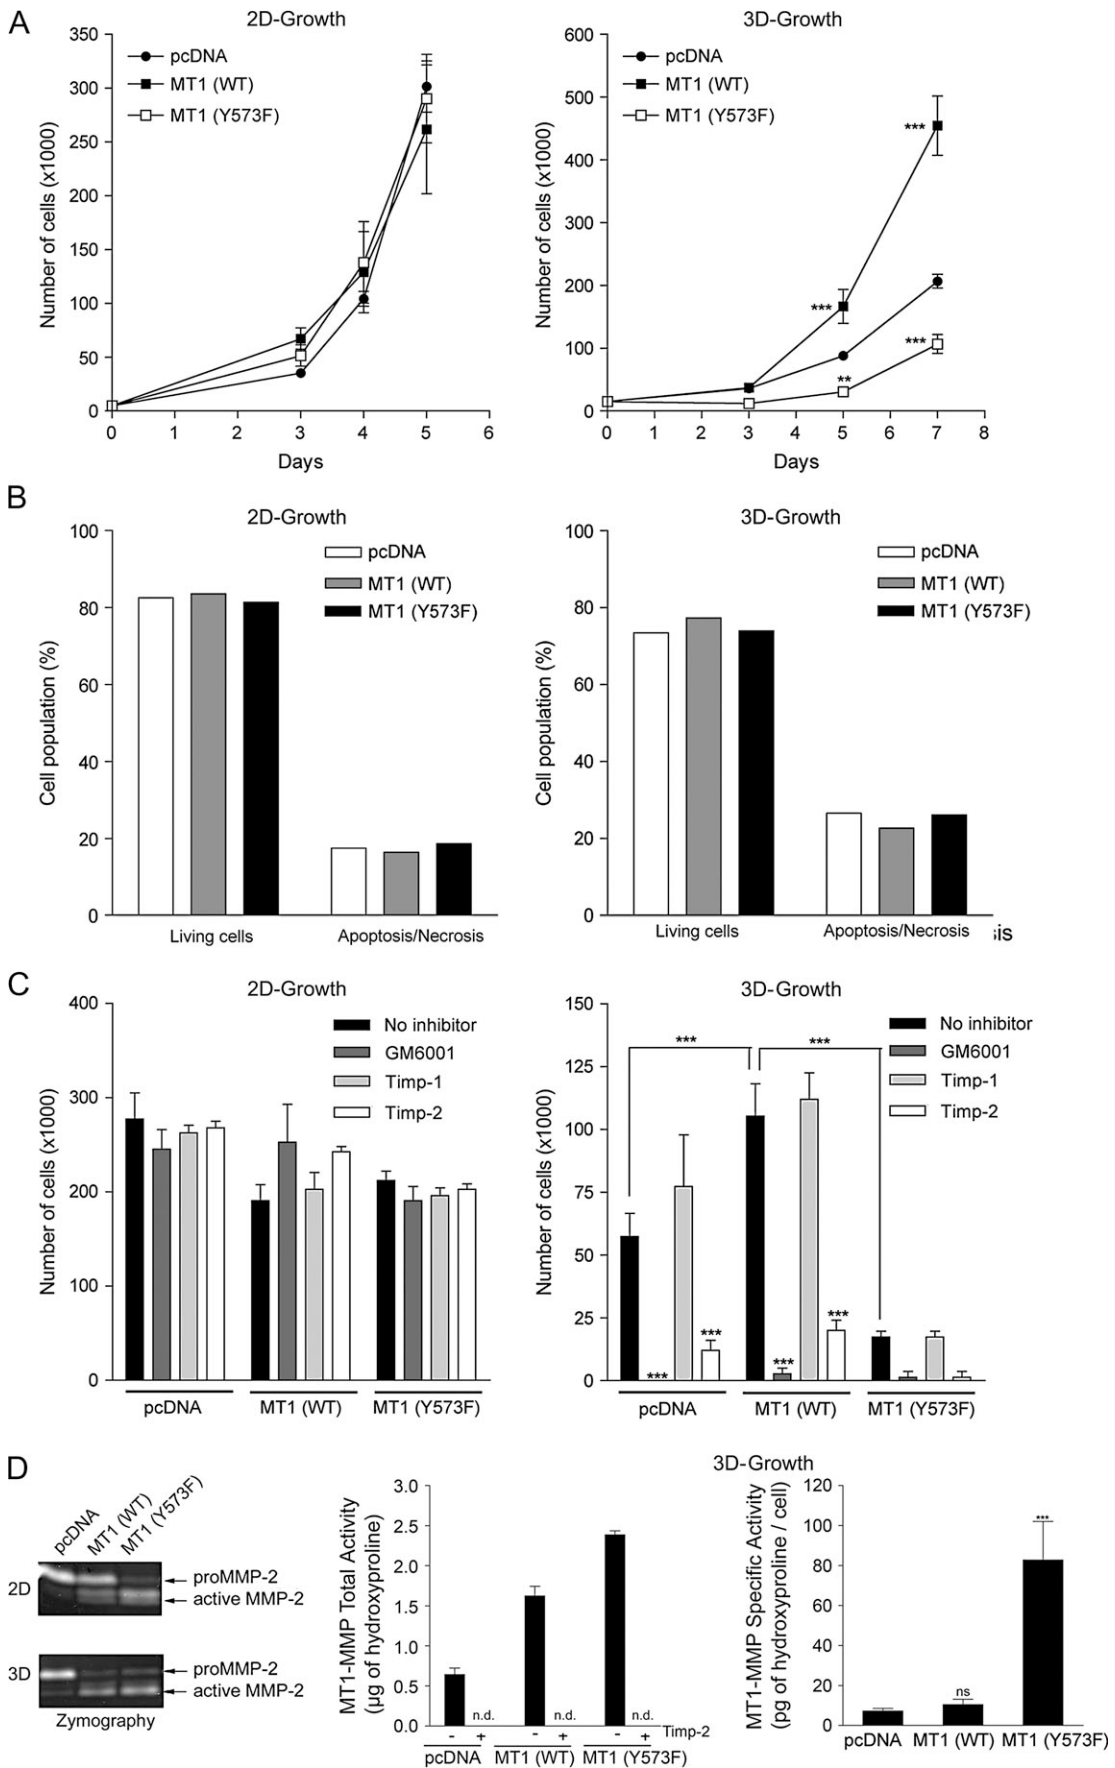 A
2D-Growth
pcDNA
MT1 (WT)
MT1 (Y573F)
Number of cells (x1000)
350
300
250
200
150
100
50
0
0 1 2 3 4 5 6
Days
3D-Growth
pcDNA
MT1 (WT)
MT1 (Y573F)
Number of cells (x1000)
600
500
400
300
200
100
0
***
***
**
***
0 1 2 3 4 5 6 7 8
Days
B
2D-Growth
pcDNA
MT1 (WT)
MT1 (Y573F)
Cell population (%)
100
80
60
40
20
0
Living cells Apoptosis/Necrosis
3D-Growth
pcDNA
MT1 (WT)
MT1 (Y573F)
Cell population (%)
100
80
60
40
20
0
Living cells Apoptosis/Necrosis
is
C
2D-Growth
No inhibitor
GM6001
Timp-1
Timp-2
Number of cells (x1000)
400
300
200
100
0
pcDNA MT1 (WT) MT1 (Y573F)
3D-Growth
No inhibitor
GM6001
Timp-1
Timp-2
Number of cells (x1000)
150
125
100
75
50
25
0
*** ***
*** *** *** ***
pcDNA MT1 (WT) MT1 (Y573F)
D
pcDNA
MT1 (WT)
MT1 (Y573F)
2D
proMMP-2
active MMP-2
3D
proMMP-2
active MMP-2
Zymography
3D-Growth
MT1-MMP Total Activity
(µg of hydroxyproline)
3.0
2.5
2.0
1.5
1.0
0.5
0.0
n.d. n.d. n.d.
- + - + - + Timp-2
pcDNA MT1 (WT) MT1 (Y573F)
MT1-MMP Specific Activity
(pg of hydroxyproline / cell)
120
100
80
60
40
20
0
ns
***
pcDNA MT1 (WT) MT1 (Y573F)